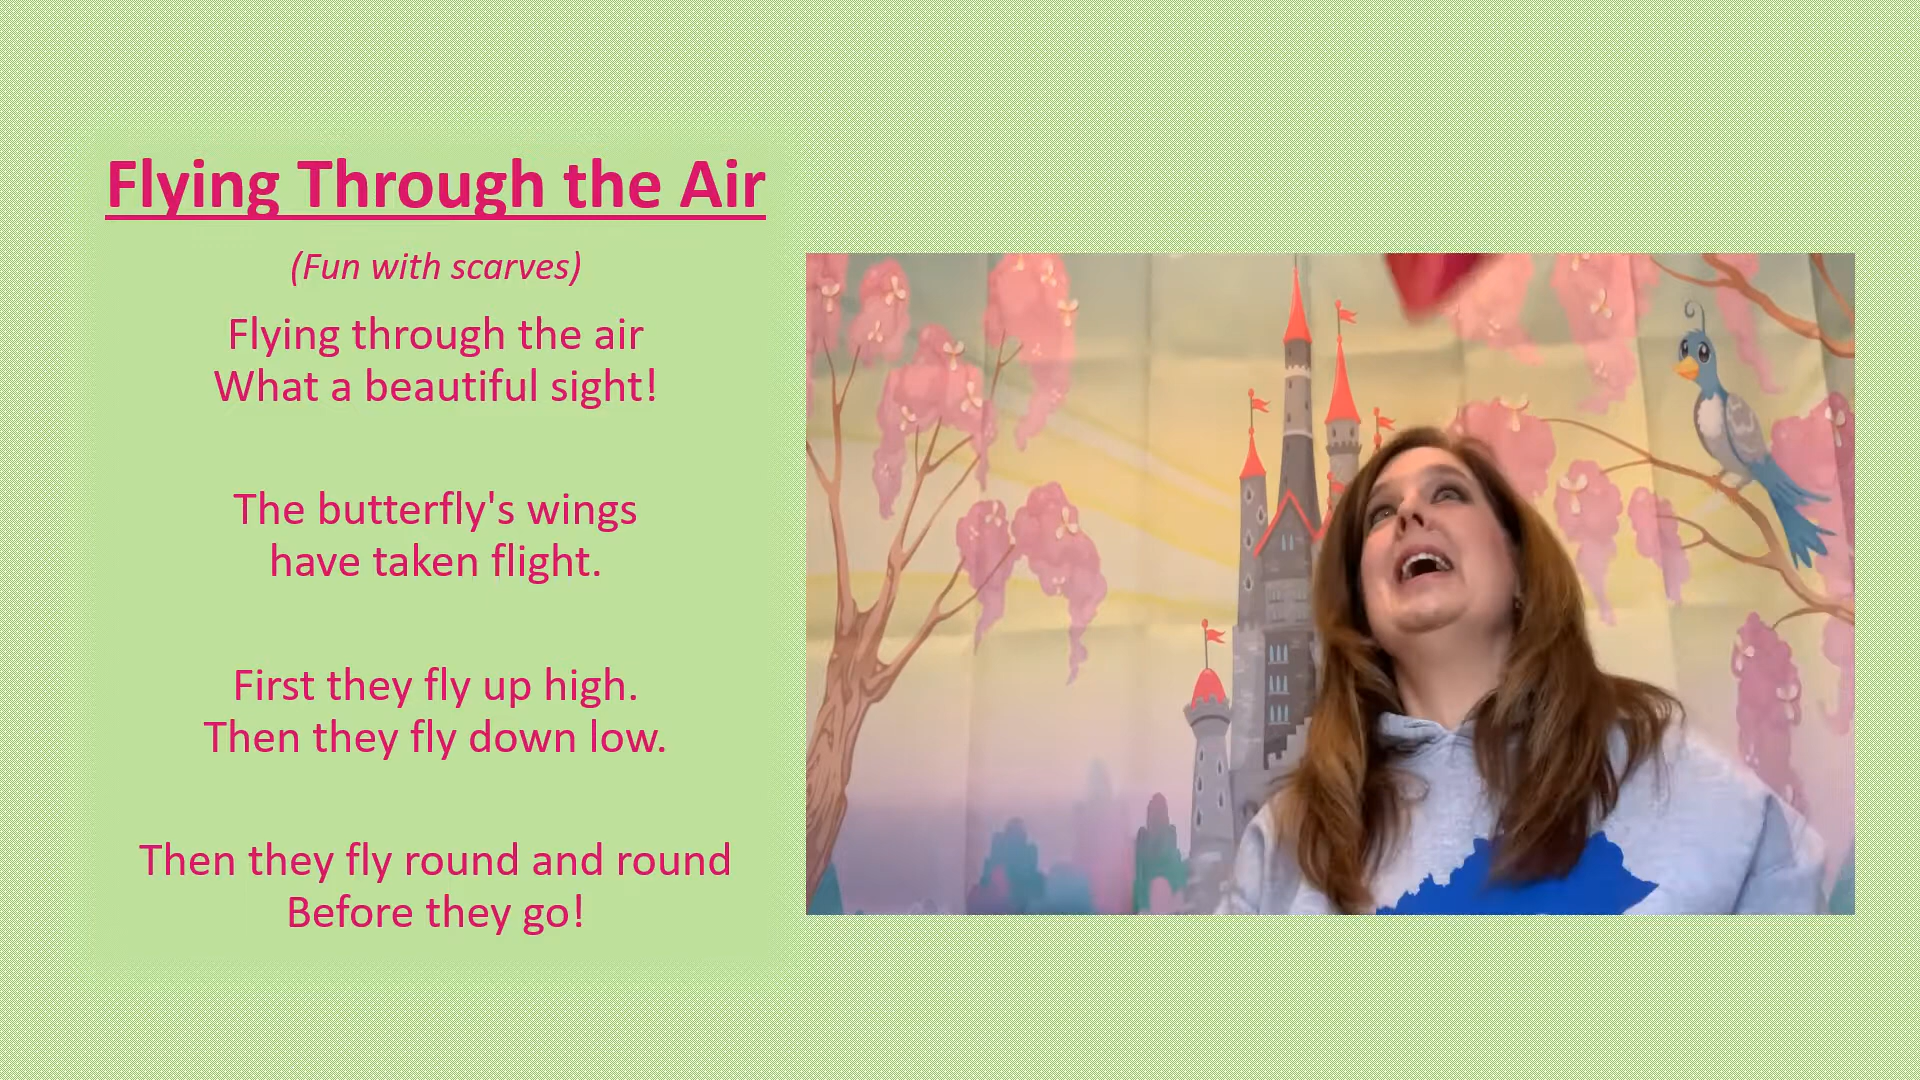 Flying Through the Air
(Fun with scarves)
Flying through the air
What a beautiful sight!
The butterfly's wings
have taken flight.
First they fly up high.
Then they fly down low.
Then they fly round and round
Before they go!